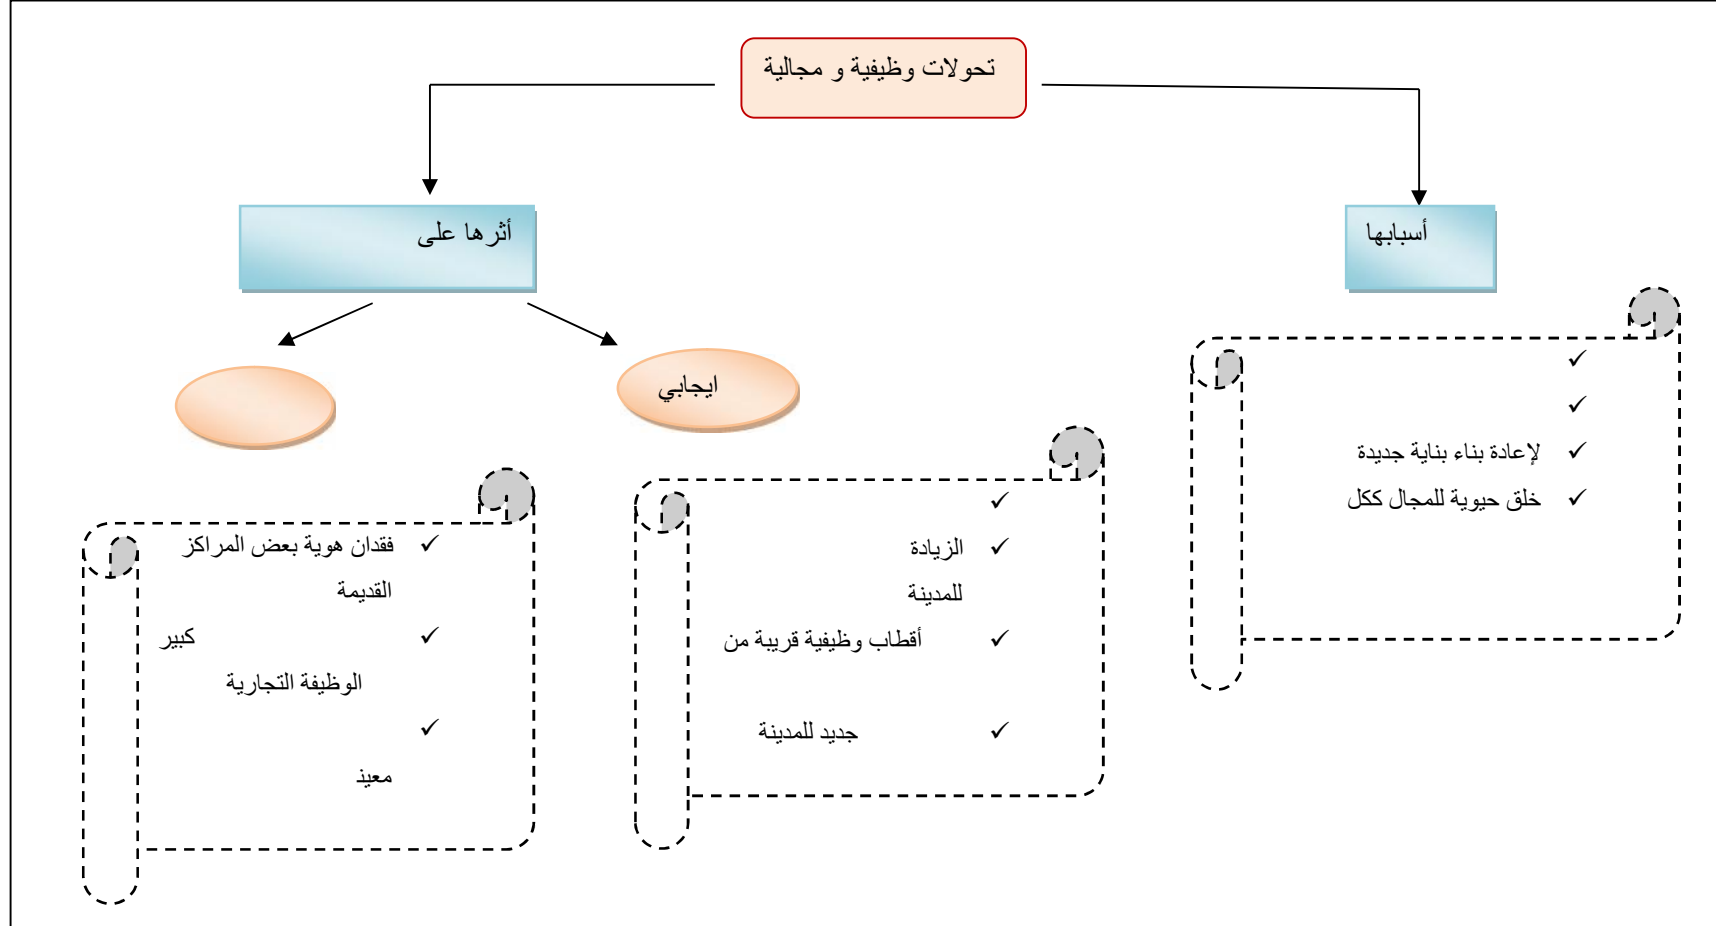 تحولات وظيفية و مجالية
أسبابها
✓
✓
✓ لإعادة بناء بناية جديدة
✓ خلق حيوية للمجال ككل
أثرها على
ايجابي
✓
✓ الزيادة
للمدينة
✓ أقطاب وظيفية قريبة من
✓ جديد للمدينة
✓ فقدان هوية بعض المراكز
القديمة
✓ كبير
الوظيفة التجارية
✓